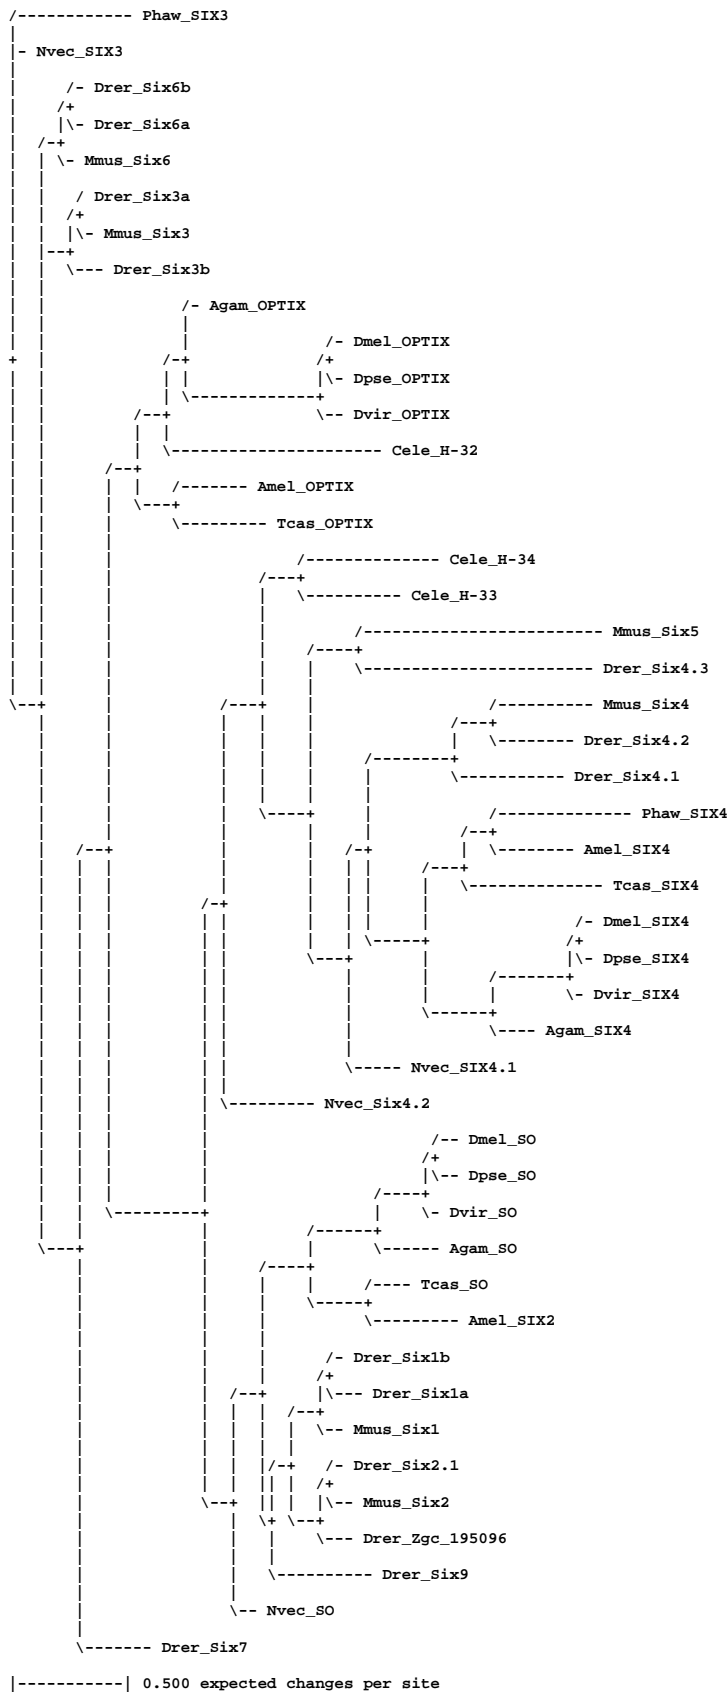 Phaw_SIX3
Nvec_SIX3
Drer_Six6b
Drer_Six6a
Mmus_Six6
Drer_Six3a
Mmus_Six3
Drer_Six3b
Agam_OPTIX
Dmel_OPTIX
Dpse_OPTIX
Dvir_OPTIX
Cele_H-32
Amel_OPTIX
Tcas_OPTIX
Cele_H-34
Cele_H-33
Mmus_Six5
Drer_Six4.3
Mmus_Six4
Drer_Six4.2
Drer_Six4.1
Phaw_SIX4
Amel_SIX4
Tcas_SIX4
Dmel_SIX4
Dpse_SIX4
Dvir_SIX4
Agam_SIX4
Nvec_SIX4.1
Nvec_Six4.2
Dmel_SO
Dpse_SO
Dvir_SO
Agam_SO
Tcas_SO
Amel_SIX2
Drer_Six1b
Drer_Six1a
Mmus_Six1
Drer_Six2.1
Mmus_Six2
Drer_Zgc_195096
Drer_Six9
Nvec_SO
Drer_Six7
|-----------| 0.500 expected changes per site